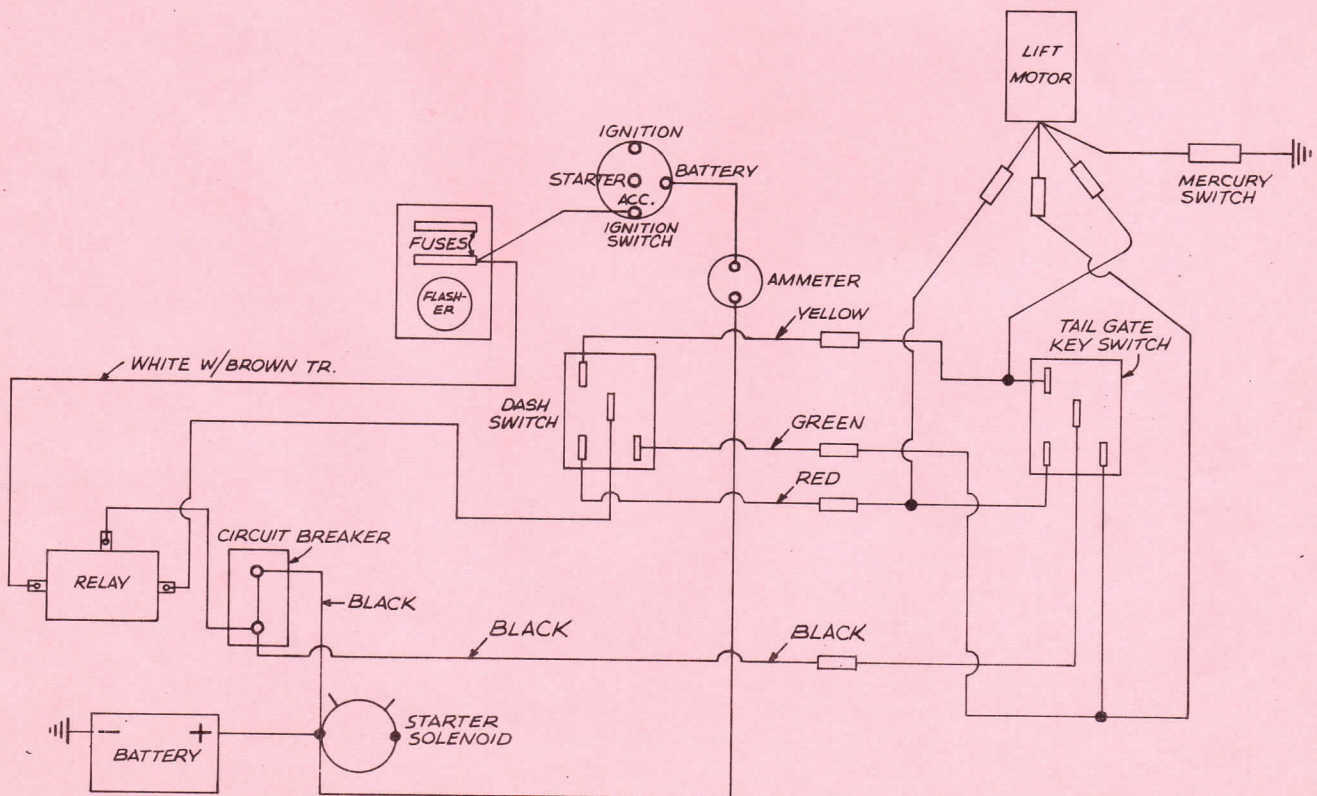 LIFT
MOTOR
IGNITION
BATTERY
STARTER
ACC.
IGNITION
SWITCH
MERCURY
SWITCH
FUSES
FLASH-
ER
AMMETER
YELLOW
TAIL GATE
KEY SWITCH
WHITE W/BROWN TR.
DASH
SWITCH
GREEN
RED
CIRCUIT BREAKER
RELAY
BLACK
BLACK
BLACK
STARTER
SOLENOID
- +
BATTERY